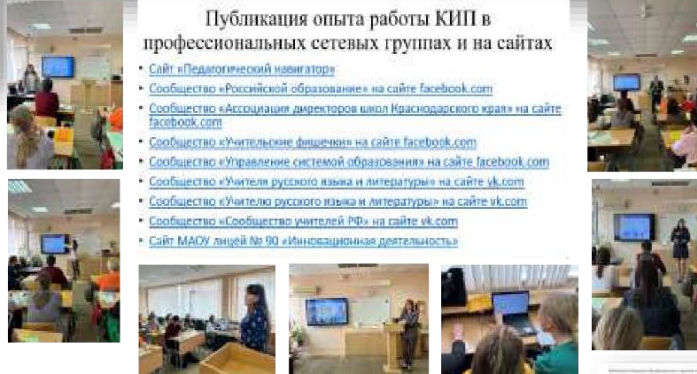 Публикация опыта работы КИП в
профессиональных сетевых группах и на сайтах
• Сайт «Педагогический навигатор»
• Сообщество «Российской образование» на сайте facebook.com
• Сообщество «Ассоциация директоров школ Краснодарского края» на сайте
facebook.com
• Сообщество «Учительские фишечки» на сайте facebook.com
• Сообщество «Управление системой образования» на сайте facebook.com
• Сообщество «Учителя русского языка и литературы» на сайте vk.com
• Сообщество «Учителю русского языка и литературы» на сайте vk.com
• Сообщество «Сообщество учителей РФ» на сайте vk.com
• Сайт МАОУ лицей № 90 «Инновационная деятельность»